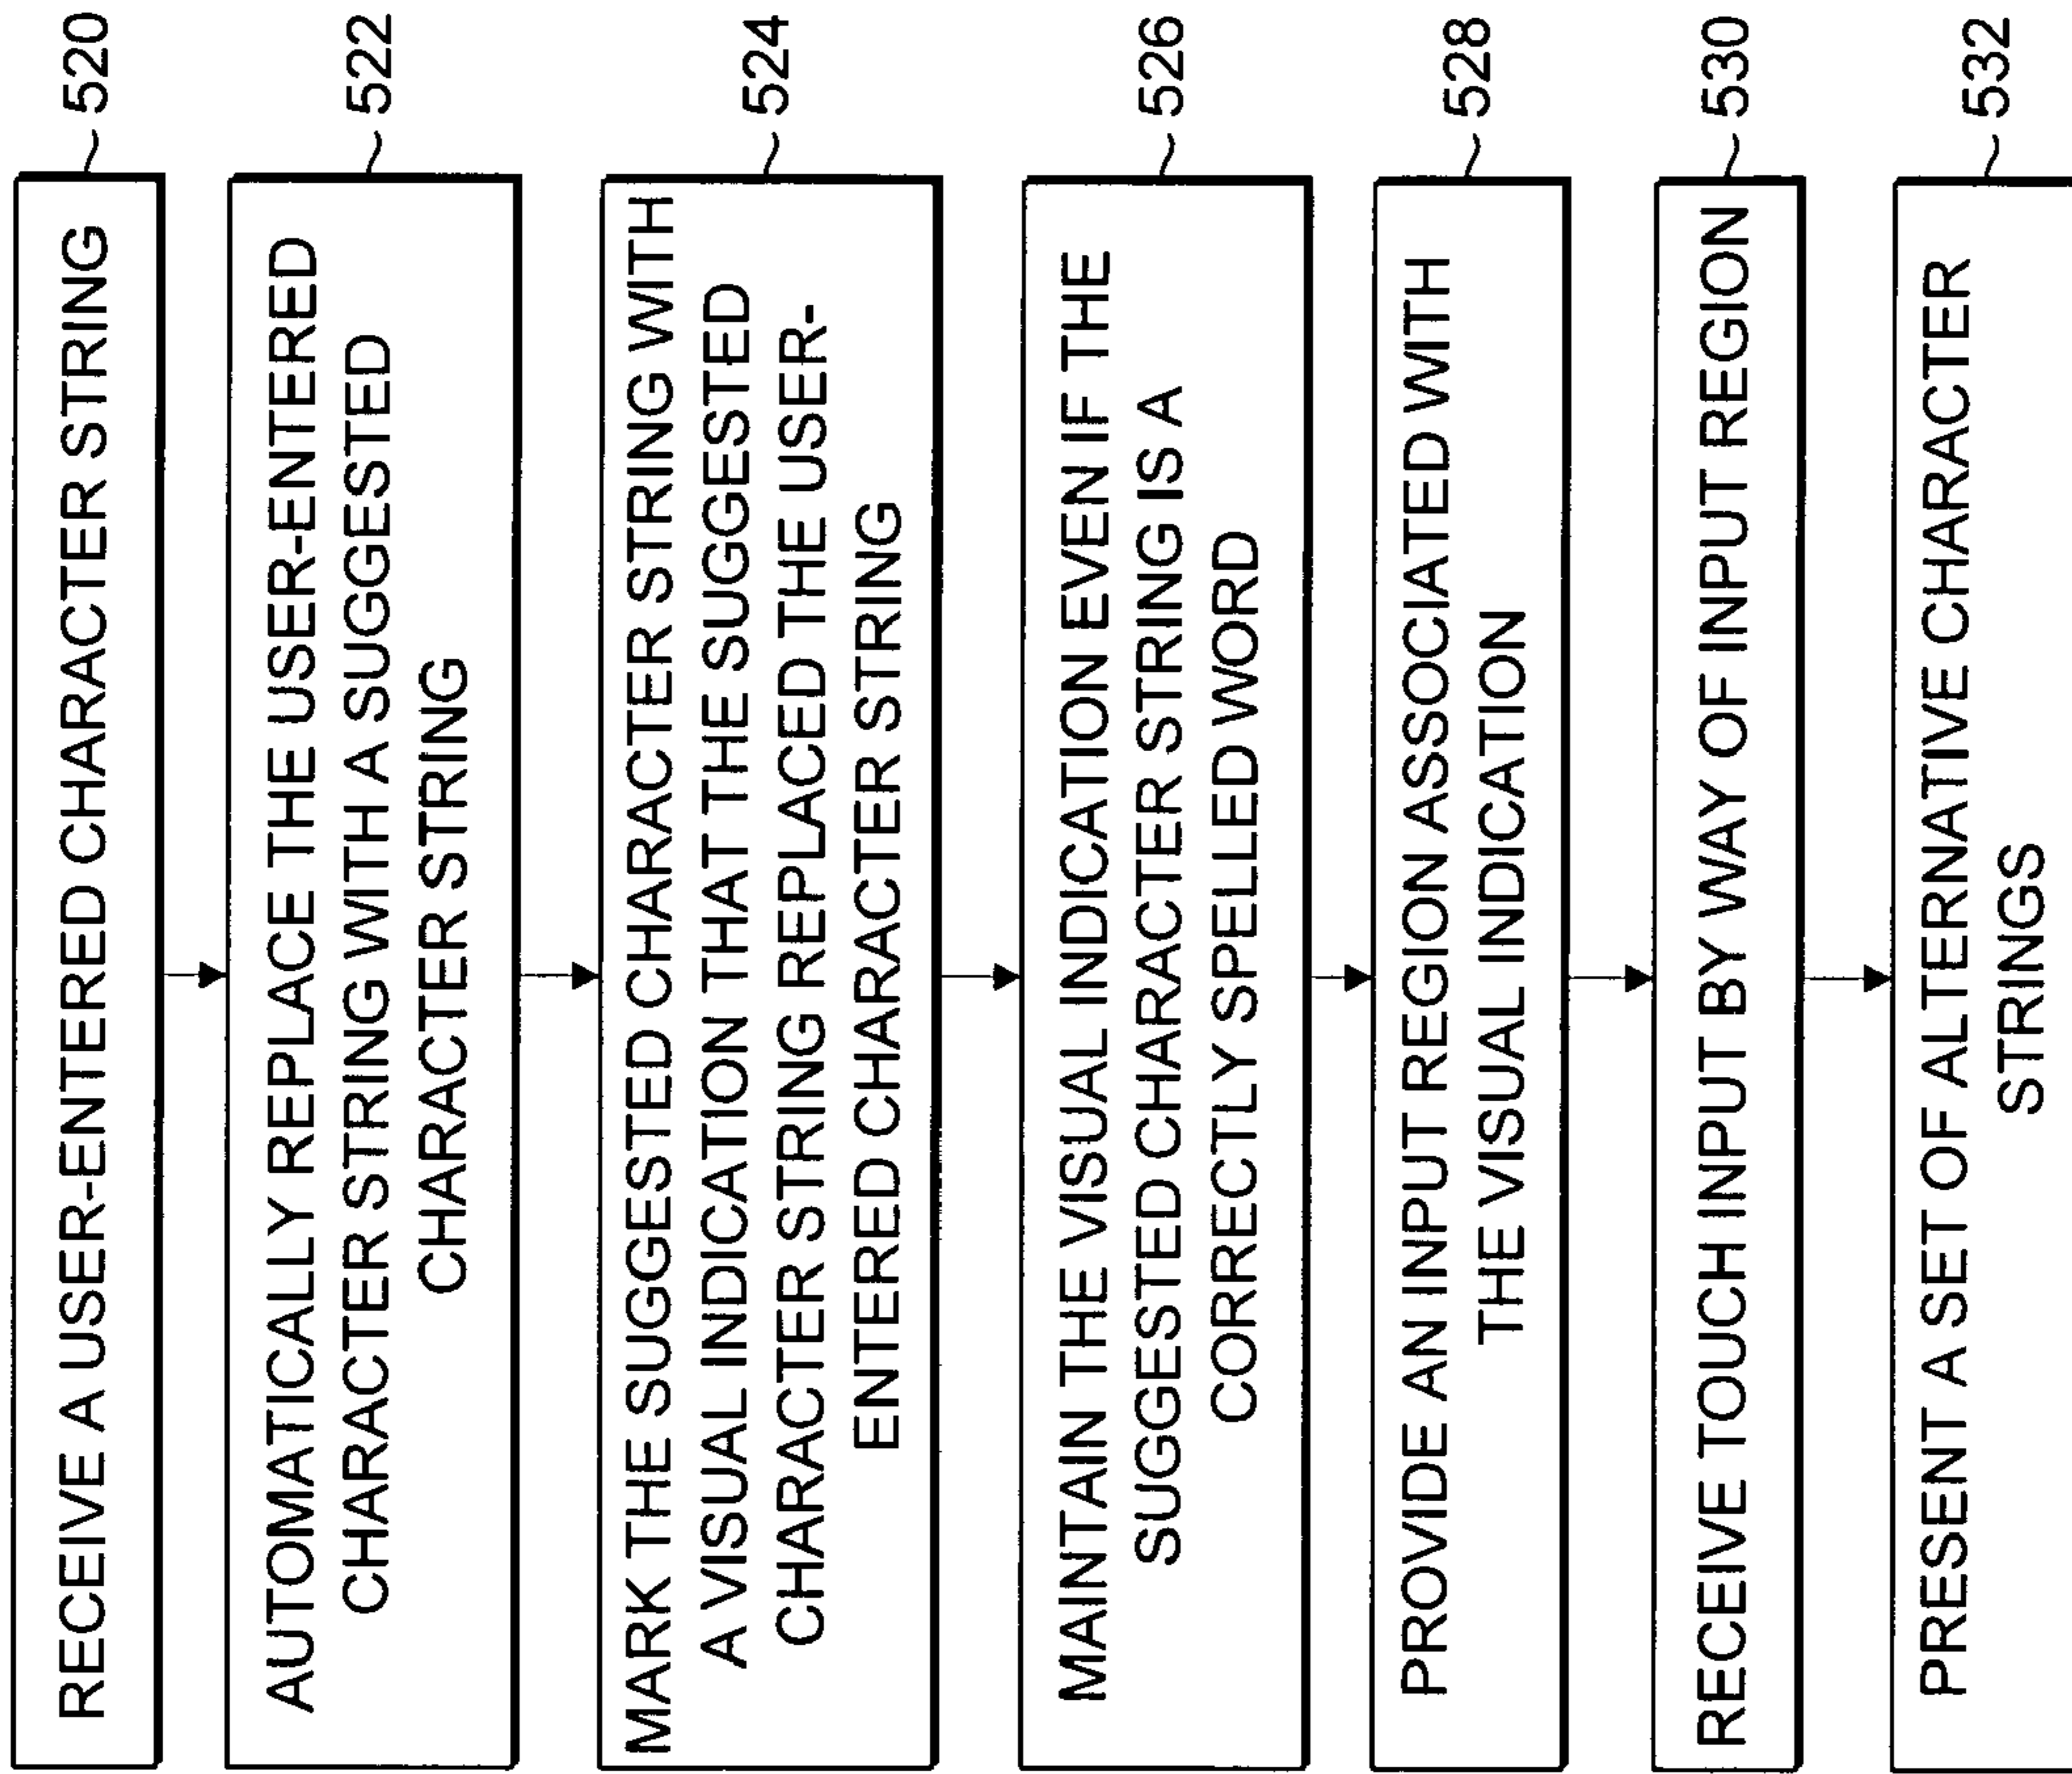 RECEIVE A USER-ENTERED CHARACTER STRING
520
AUTOMATICALLY REPLACE THE USER-ENTERED
CHARACTER STRING WITH A SUGGESTED
CHARACTER STRING
522
MARK THE SUGGESTED CHARACTER STRING WITH
A VISUAL INDICATION THAT THE SUGGESTED
CHARACTER STRING REPLACED THE USER-
ENTERED CHARACTER STRING
524
MAINTAIN THE VISUAL INDICATION EVEN IF THE
SUGGESTED CHARACTER STRING IS A
CORRECTLY SPELLED WORD
526
PROVIDE AN INPUT REGION ASSOCIATED WITH
THE VISUAL INDICATION
528
RECEIVE TOUCH INPUT BY WAY OF INPUT REGION
530
PRESENT A SET OF ALTERNATIVE CHARACTER
STRINGS
532